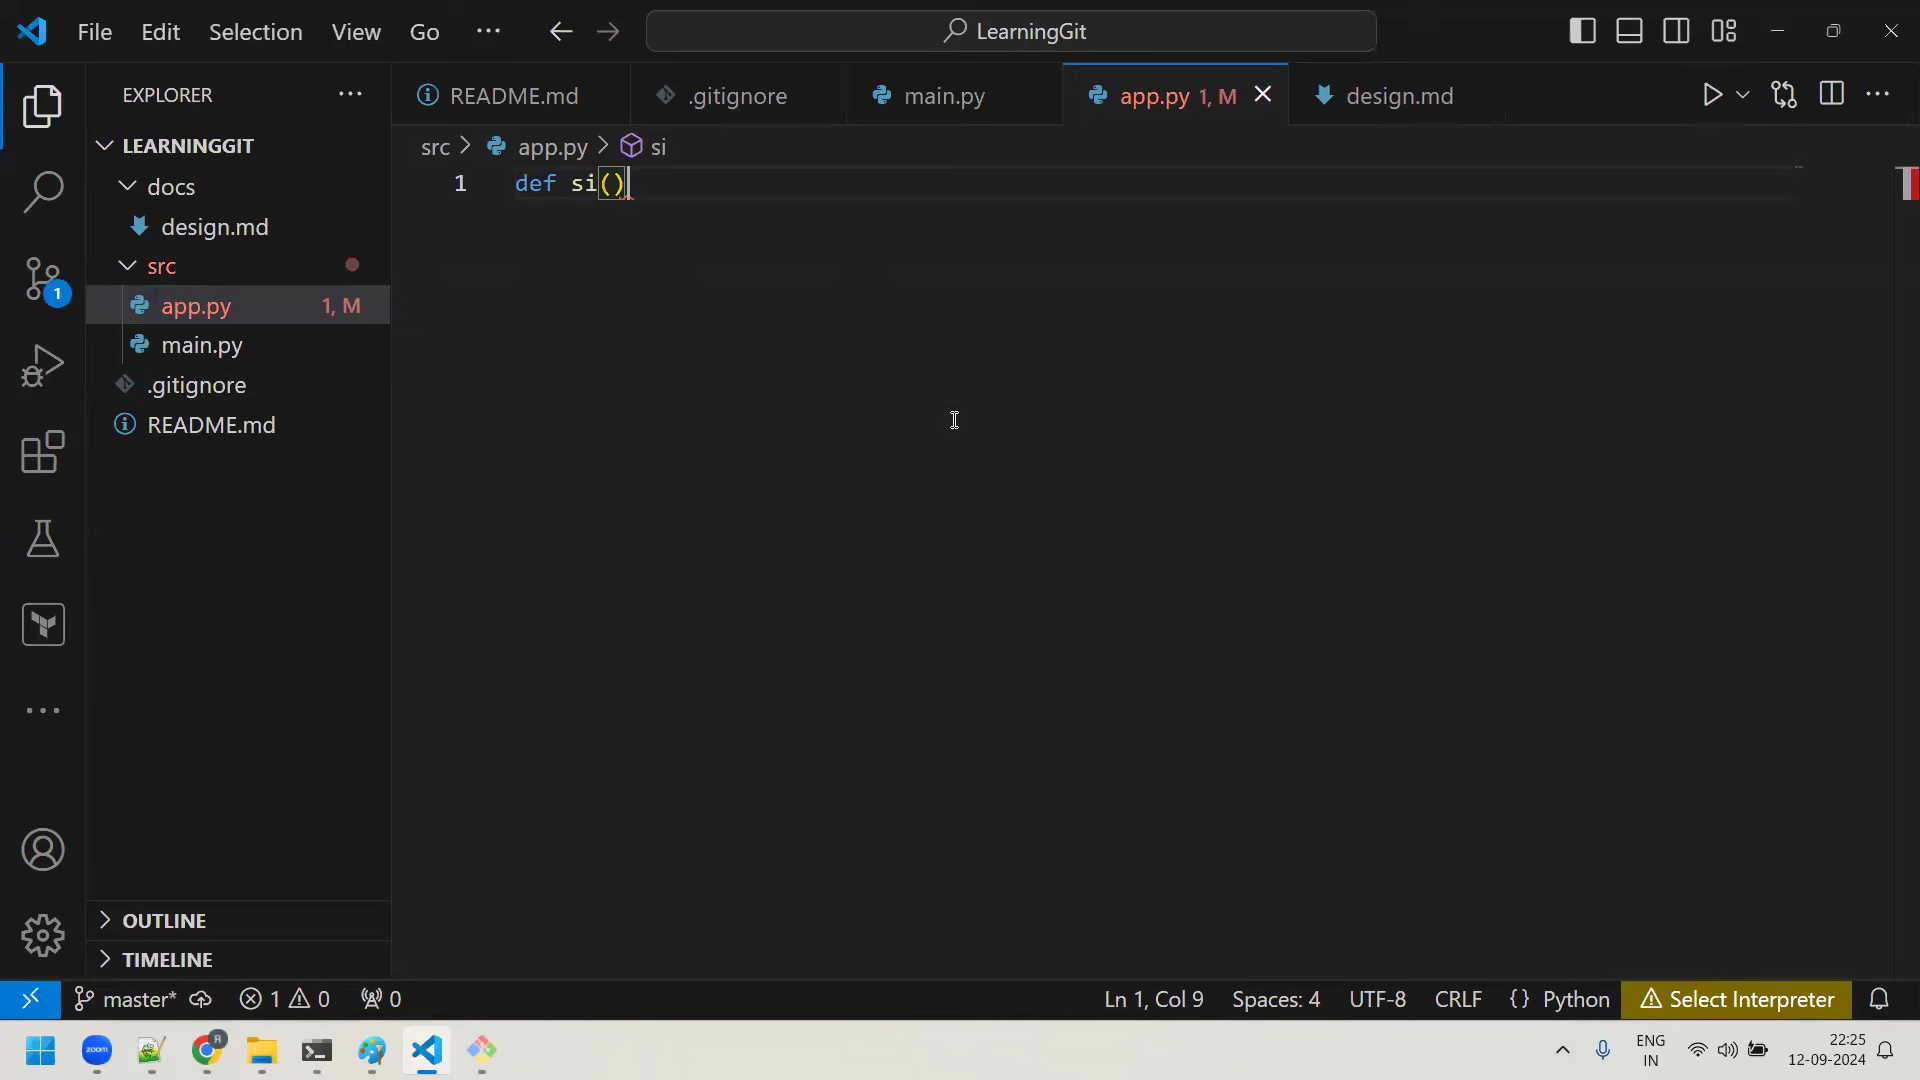 File Edit Selection View Go ··· LearningGit
EXPLORER ···
README.md .gitignore main.py app.py 1, M design.md
LEARNINGGIT
src > app.py > si
docs
1 def si()
design.md
src
app.py 1, M
main.py
.gitignore
README.md
1
OUTLINE
TIMELINE
master* 1 0 0 Ln 1, Col 9 Spaces: 4 UTF-8 CRLF {} Python Select Interpreter
zoom R ENG IN 22:25
12-09-2024